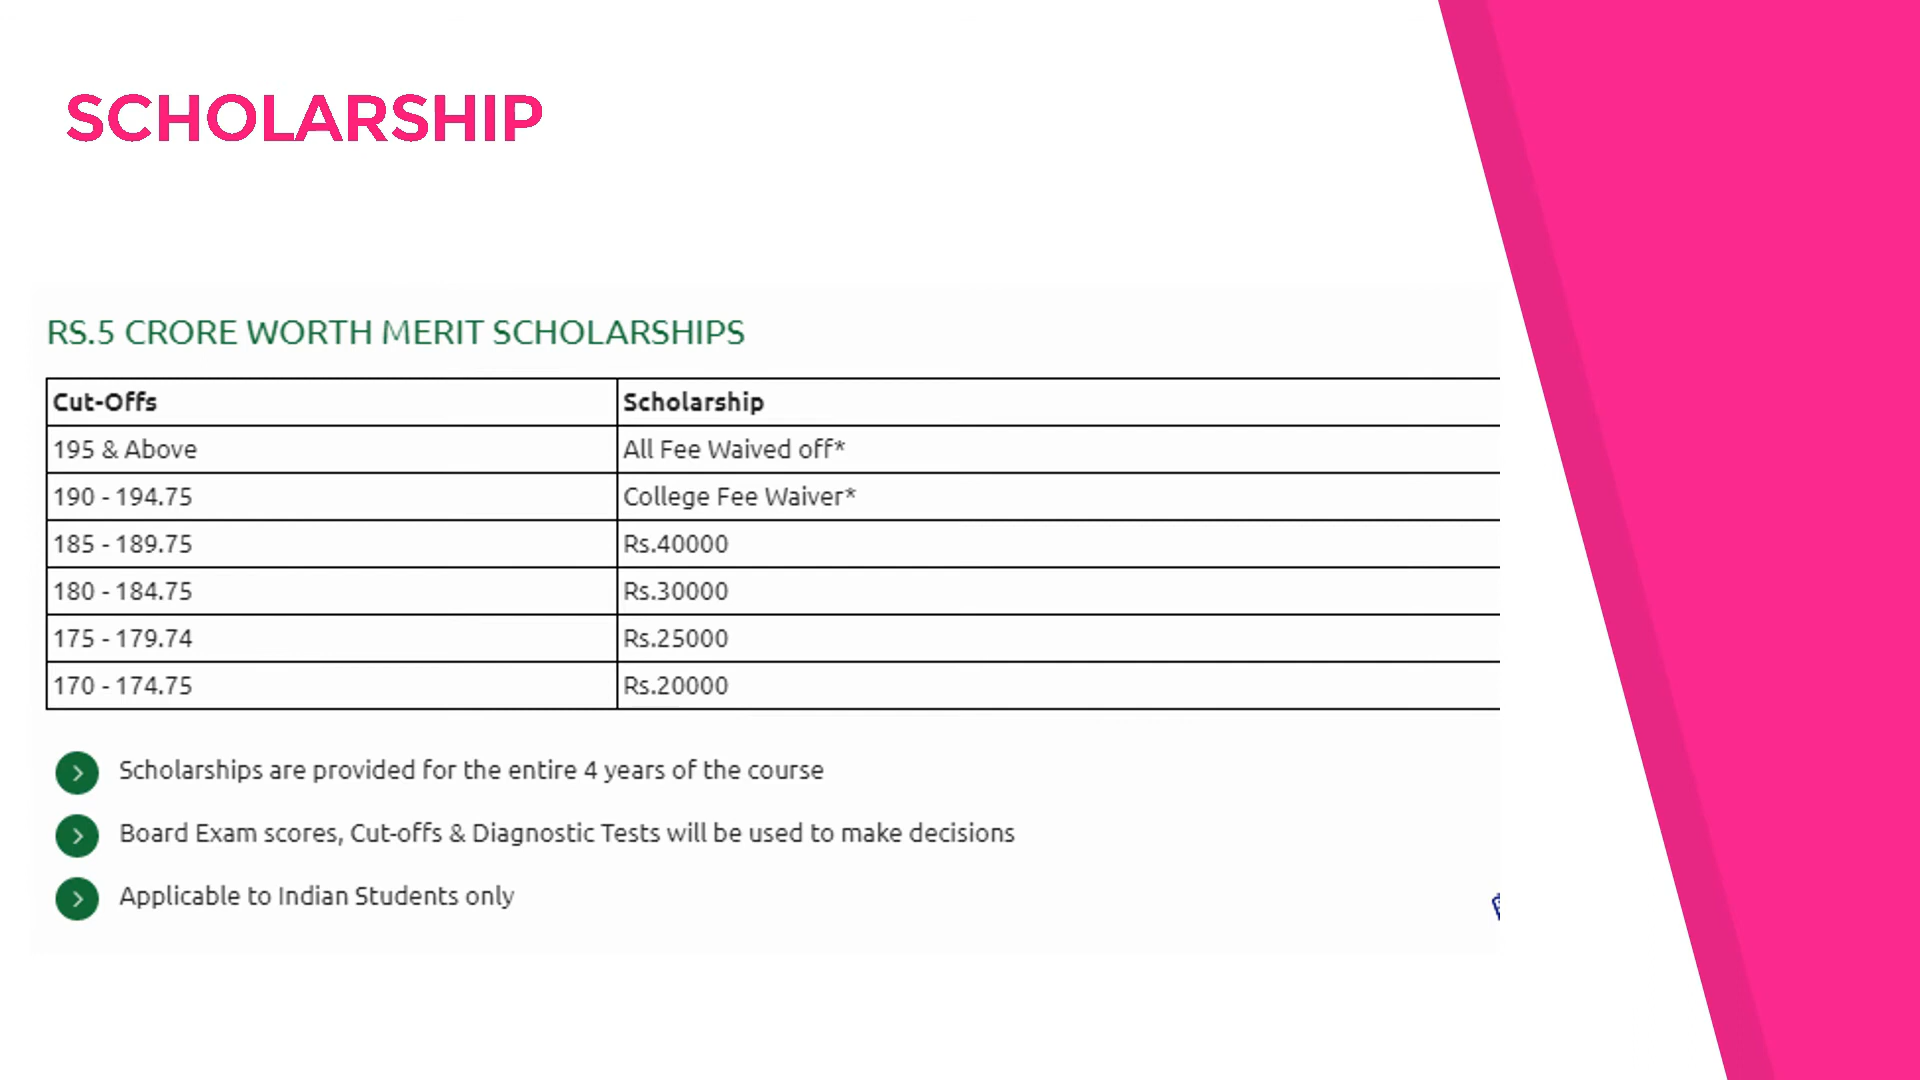 SCHOLARSHIP
RS.5 CRORE WORTH MERIT SCHOLARSHIPS
Cut-Offs Scholarship
195 & Above All Fee Waived off*
190 - 194.75 College Fee Waiver*
185 - 189.75 Rs.40000
180 - 184.75 Rs.30000
175 - 179.74 Rs.25000
170 - 174.75 Rs.20000
Scholarships are provided for the entire 4 years of the course
Board Exam scores, Cut-offs & Diagnostic Tests will be used to make decisions
Applicable to Indian Students only